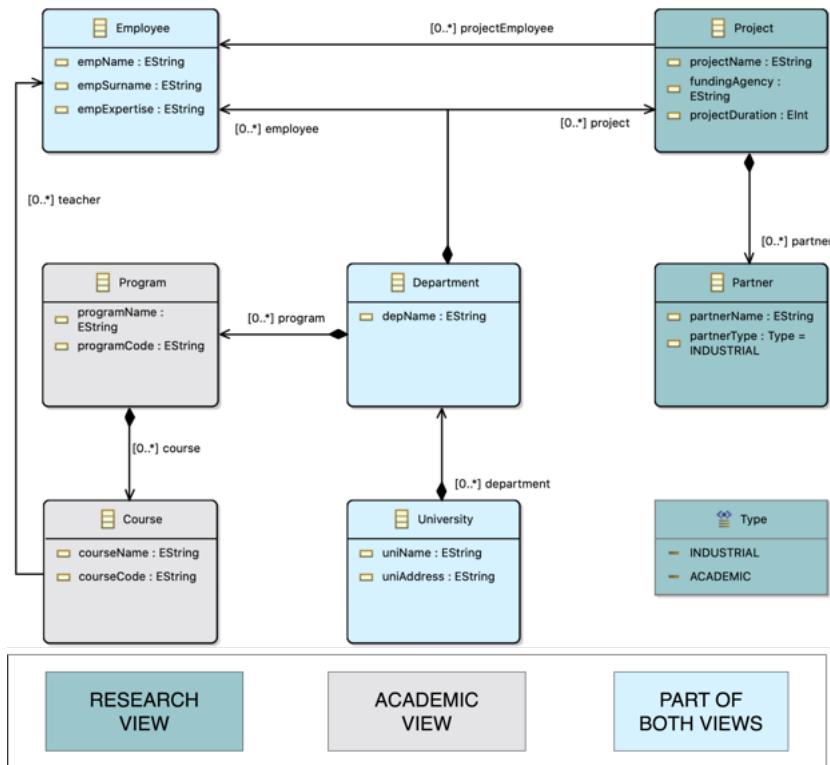 Employee
empName : EString
empSurname : EString
empExpertise : EString
[0..*] projectEmployee
Project
projectName : EString
fundingAgency :
EString
projectDuration : EInt
[0..*] employee
[0..*] project
[0..*] teacher
[0..*] partner
Program
programName :
EString
programCode : EString
[0..*] program
Department
depName : EString
Partner
partnerName : EString
partnerType : Type =
INDUSTRIAL
[0..*] course
[0..*] department
Course
courseName : EString
courseCode : EString
University
uniName : EString
uniAddress : EString
Type
INDUSTRIAL
ACADEMIC
RESEARCH
VIEW
ACADEMIC
VIEW
PART OF
BOTH VIEWS